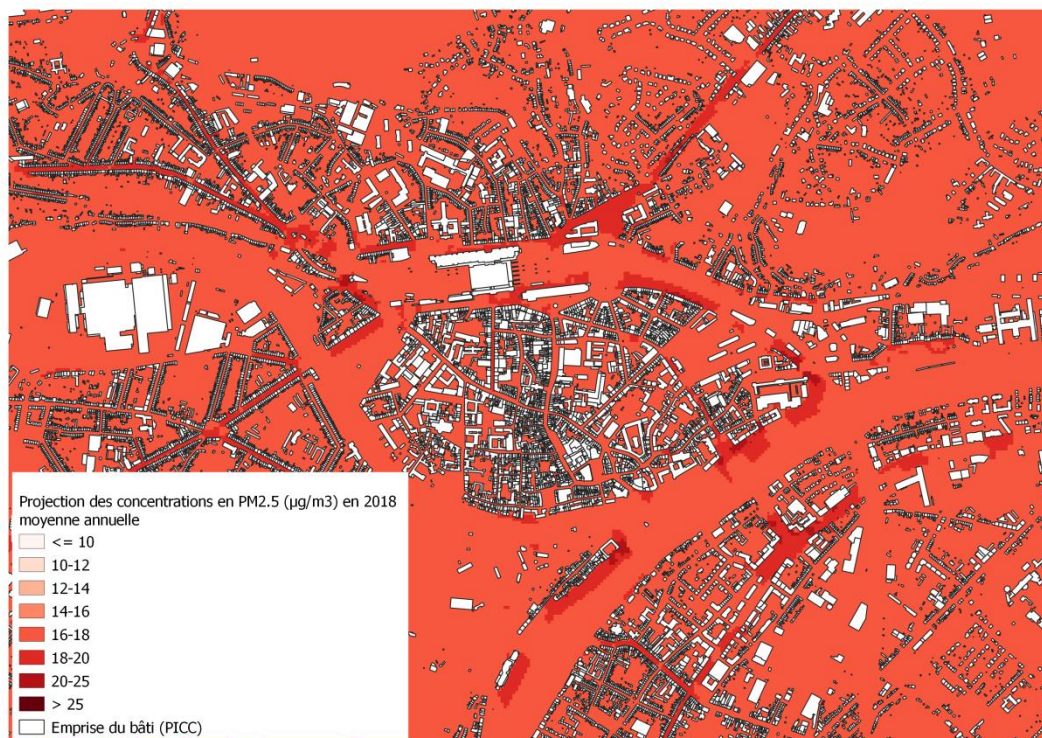 Projection des concentrations en PM2.5 (µg/m3) en 2018
moyenne annuelle
<= 10
10-12
12-14
14-16
16-18
18-20
20-25
> 25
Emprise du bâti (PICC)